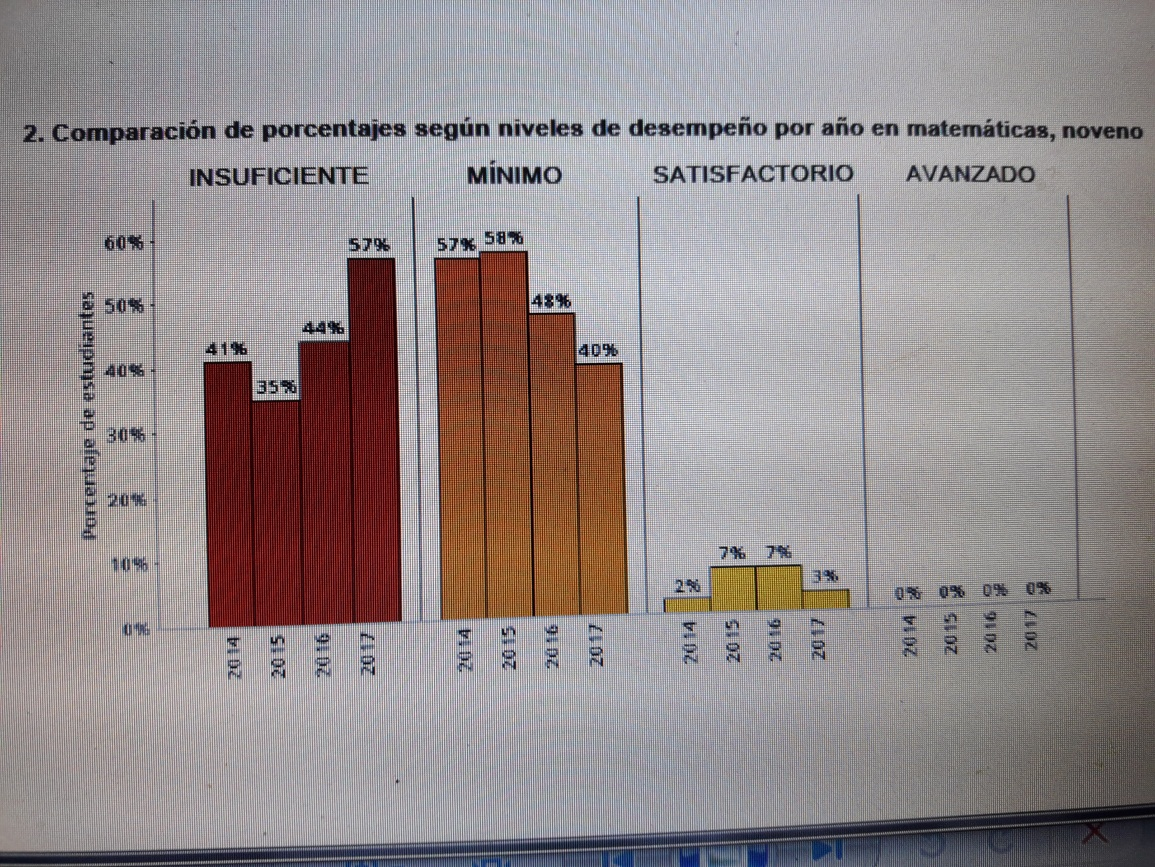 2. Comparación de porcentajes según niveles de desempeño por año en matemáticas, noveno
INSUFICIENTE MÍNIMO SATISFACTORIO AVANZADO
Porcentaje de estudiantes
60%
50%
40%
30%
20%
10%
0%
41% 35% 44% 57%
57% 58% 48% 40%
2% 7% 7% 3%
0% 0% 0% 0%
2014 2015 2016 2017
2014 2015 2016 2017
2014 2015 2016 2017
2014 2015 2016 2017